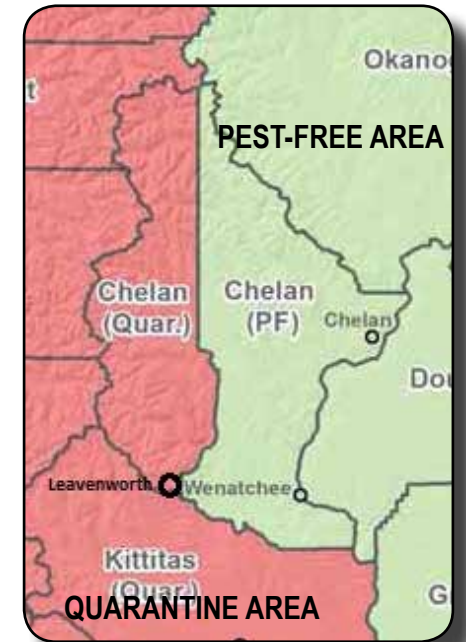 Okano
t
PEST-FREE AREA
Chelan
(Quar.)
Chelan
(PF)
Chelan
Dou
Leavenworth
Wenatchee
Kittitas
(Quar.)
QUARANTINE AREA
G